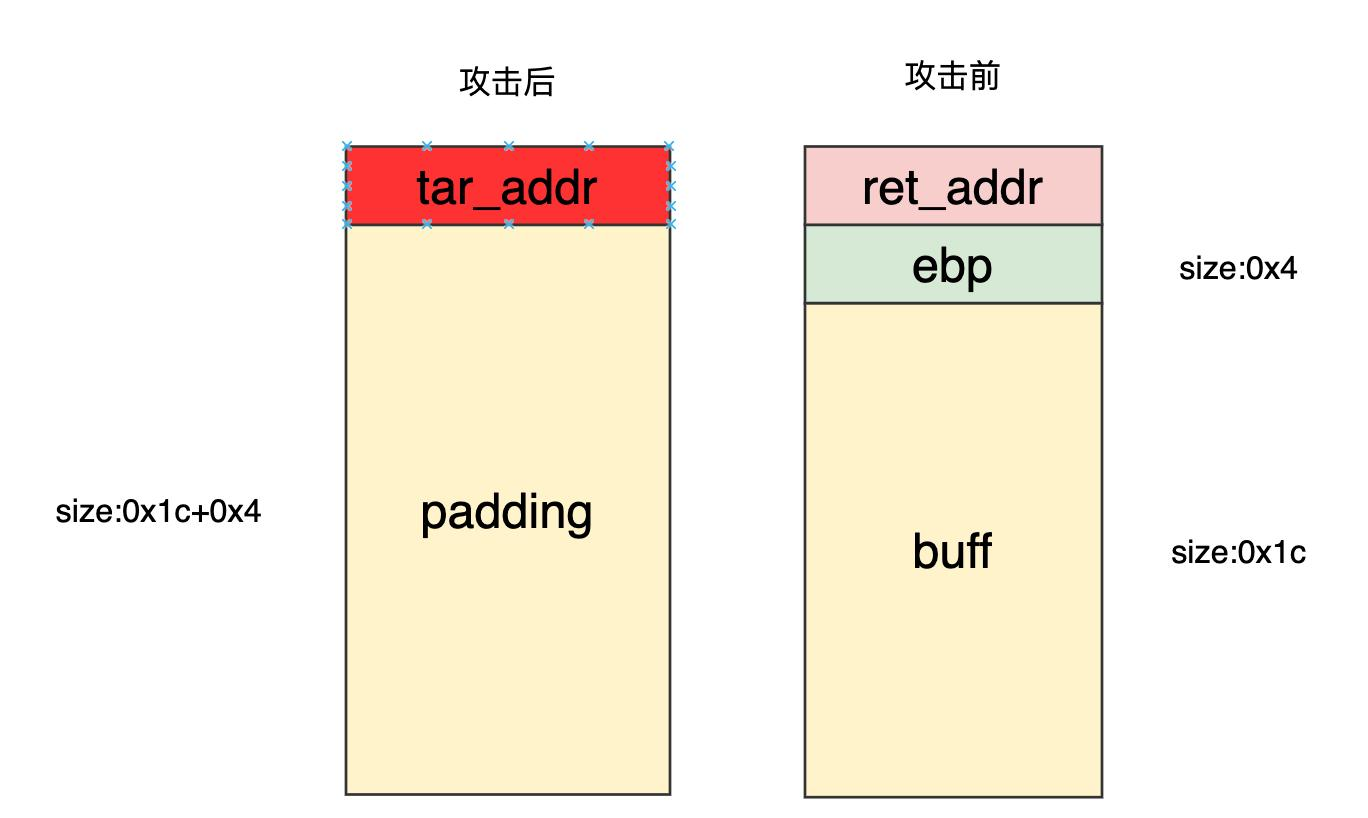 攻击后
tar_addr
padding
size:0x1c+0x4
攻击前
ret_addr
ebp
size:0x4
buff
size:0x1c